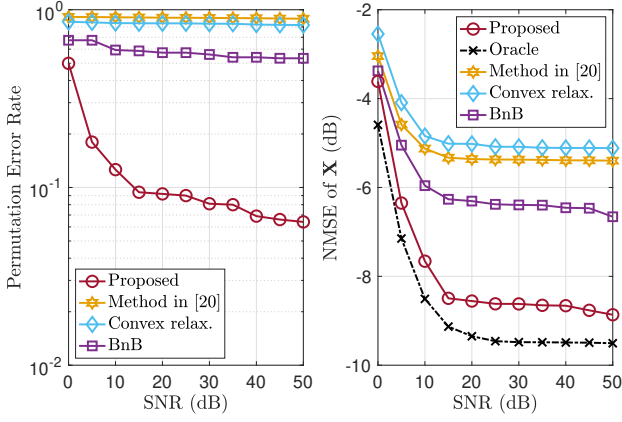 Permutation Error Rate
10^0
10^-1
10^-2
Proposed
Method in [20]
Convex relax.
BnB
0 10 20 30 40 50
SNR (dB)
NMSE of X (dB)
-2
-4
-6
-8
-10
Proposed
Oracle
Method in [20]
Convex relax.
BnB
0 10 20 30 40 50
SNR (dB)